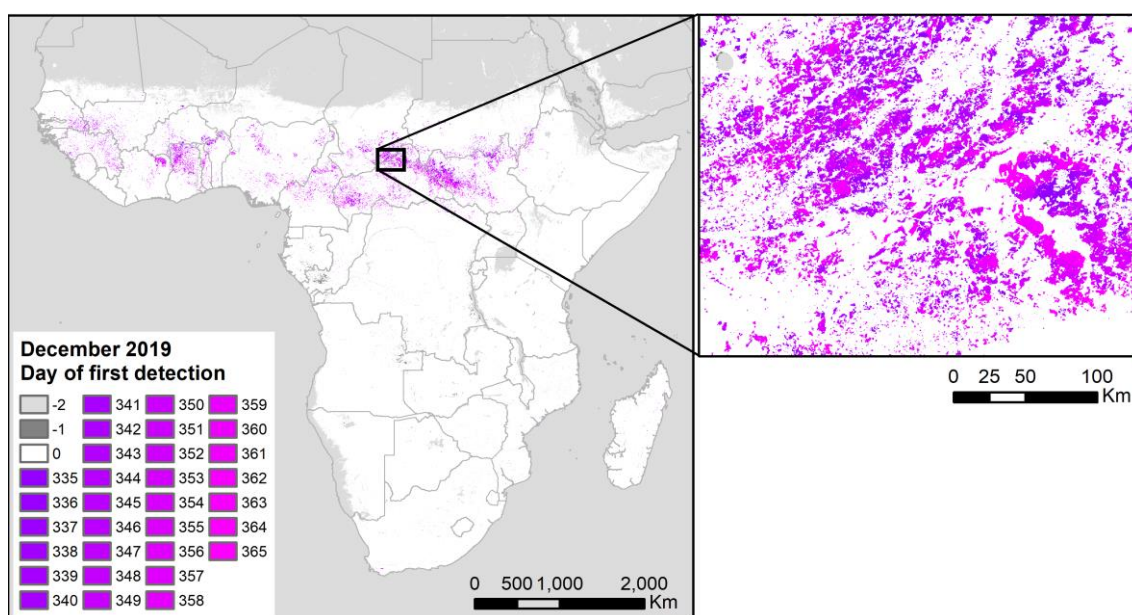 December 2019
Day of first detection
-2 341 350 359
-1 342 351 360
0 343 352 361
335 344 353 362
336 345 354 363
337 346 355 364
338 347 356 365
339 348 357
340 349 358
0 500 1,000 2,000
Km
0 25 50 100
Km